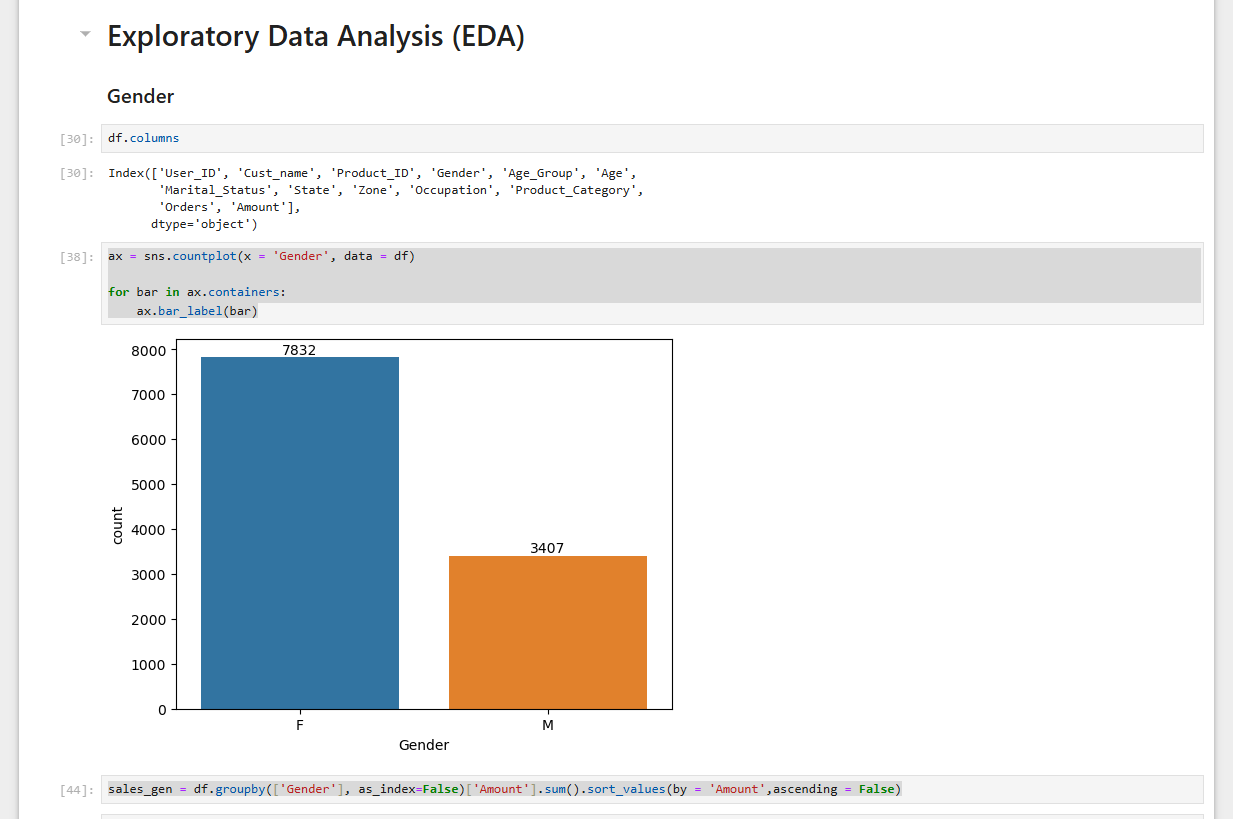 Exploratory Data Analysis (EDA)
Gender
[30]:
df.columns
[30]:
Index(['User_ID', 'Cust_name', 'Product_ID', 'Gender', 'Age_Group', 'Age',
       'Marital_Status', 'State', 'Zone', 'Occupation', 'Product_Category',
       'Orders', 'Amount'],
      dtype='object')
[38]:
ax = sns.countplot(x = 'Gender', data = df)
for bar in ax.containers:
    ax.bar_label(bar)
8000
7000
6000
5000
4000
3000
2000
1000
0
count
7832
3407
F
M
Gender
[44]:
sales_gen = df.groupby(['Gender'], as_index=False)['Amount'].sum().sort_values(by = 'Amount',ascending = False)